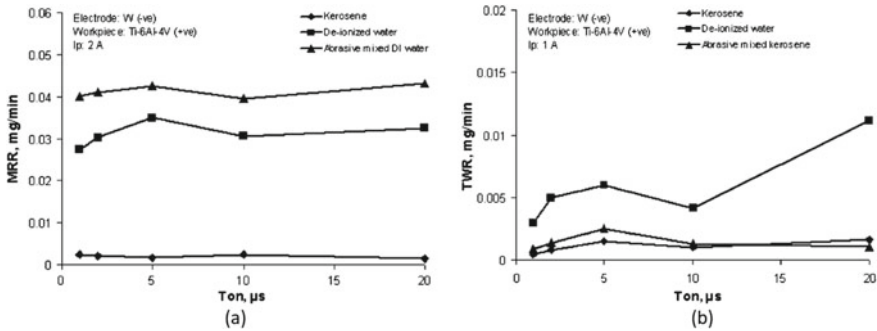 Electrode: W (-ve)
Workpiece: Ti-6Al-4V (+ve)
Ip: 2 A
Kerosene
De-ionized water
Abrasive mixed DI water
MRR, mg/min
0.06
0.05
0.04
0.03
0.02
0.01
0
0 5 10 15 20
Ton, µs
(a)
Electrode: W (-ve)
Workpiece: Ti-6Al-4V (+ve)
Ip: 1 A
Kerosene
De-ionized water
Abrasive mixed kerosene
TWR, mg/min
0.02
0.015
0.01
0.005
0
0 5 10 15 20
Ton, µs
(b)